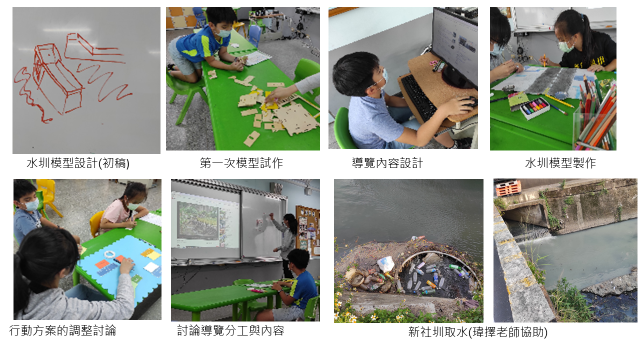 水圳模型設計(初稿)
第一次模型試作
導覽內容設計
水圳模型製作
行動方案的調整討論
討論導覽分工與內容
新社圳取水(瑋擇老師協助)